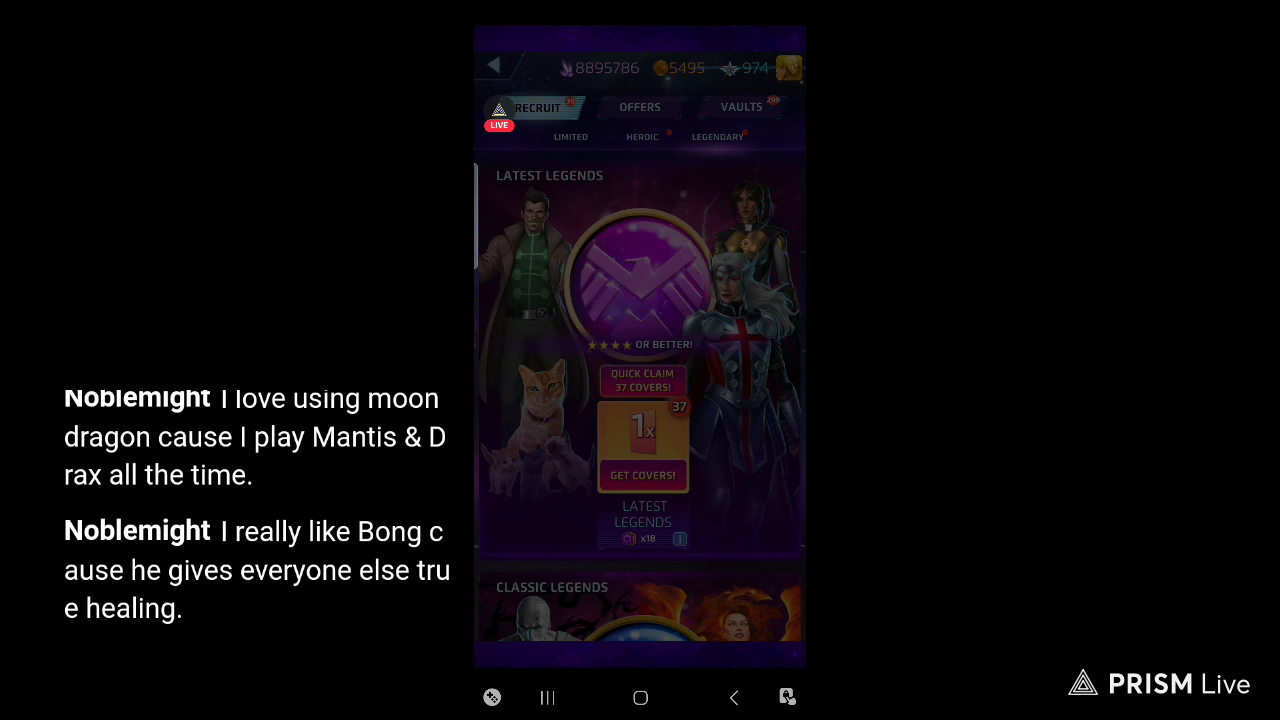 8895786 5495 974
RECRUIT 39 OFFERS VAULTS 299
LIVE
LIMITED HEROIC LEGENDARY
LATEST LEGENDS
OR BETTER!
QUICK CLAIM
37 COVERS!
37
1x
GET COVERS!
LATEST
LEGENDS
x18 i
CLASSIC LEGENDS
Noblemight I love using moon
dragon cause I play Mantis & D
rax all the time.
Noblemight I really like Bong c
ause he gives everyone else tru
e healing.
PRISM Live